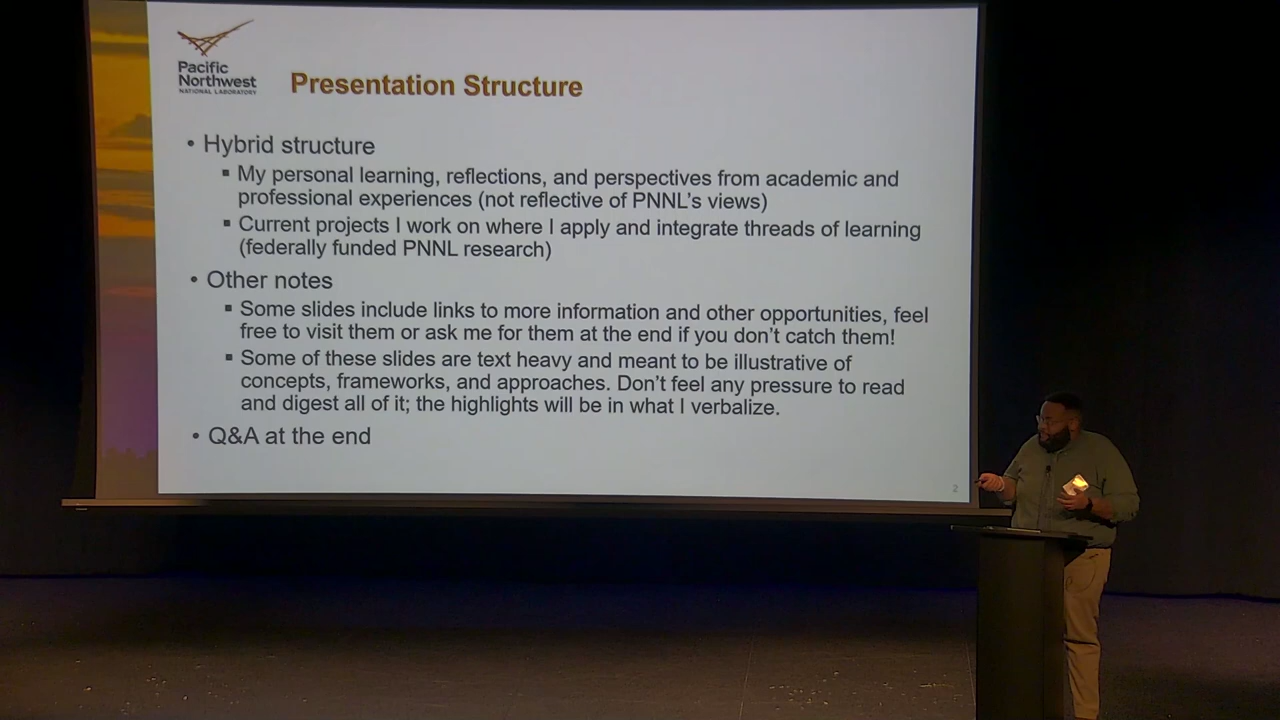 Pacific
Northwest
NATIONAL LABORATORY
Presentation Structure
• Hybrid structure
▪ My personal learning, reflections, and perspectives from academic and
professional experiences (not reflective of PNNL's views)
▪ Current projects I work on where I apply and integrate threads of learning
(federally funded PNNL research)
• Other notes
▪ Some slides include links to more information and other opportunities, feel
free to visit them or ask me for them at the end if you don't catch them!
▪ Some of these slides are text heavy and meant to be illustrative of
concepts, frameworks, and approaches. Don't feel any pressure to read
and digest all of it; the highlights will be in what I verbalize.
• Q&A at the end
2